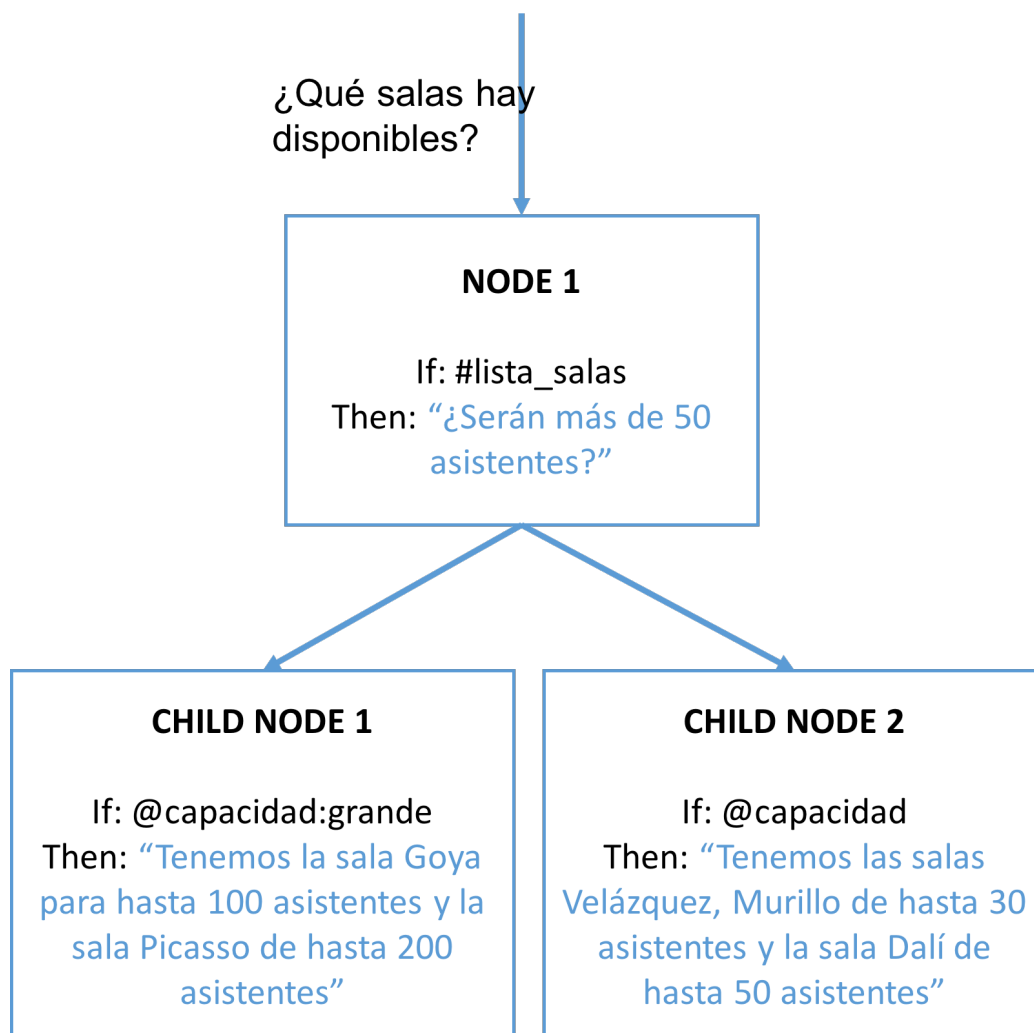 ¿Qué salas hay
disponibles?
NODE 1
If: #lista_salas
Then: “¿Serán más de 50
asistentes?”
CHILD NODE 1
If: @capacidad:grande
Then: “Tenemos la sala Goya
para hasta 100 asistentes y la
sala Picasso de hasta 200
asistentes”
CHILD NODE 2
If: @capacidad
Then: “Tenemos las salas
Velázquez, Murillo de hasta 30
asistentes y la sala Dalí de
hasta 50 asistentes”